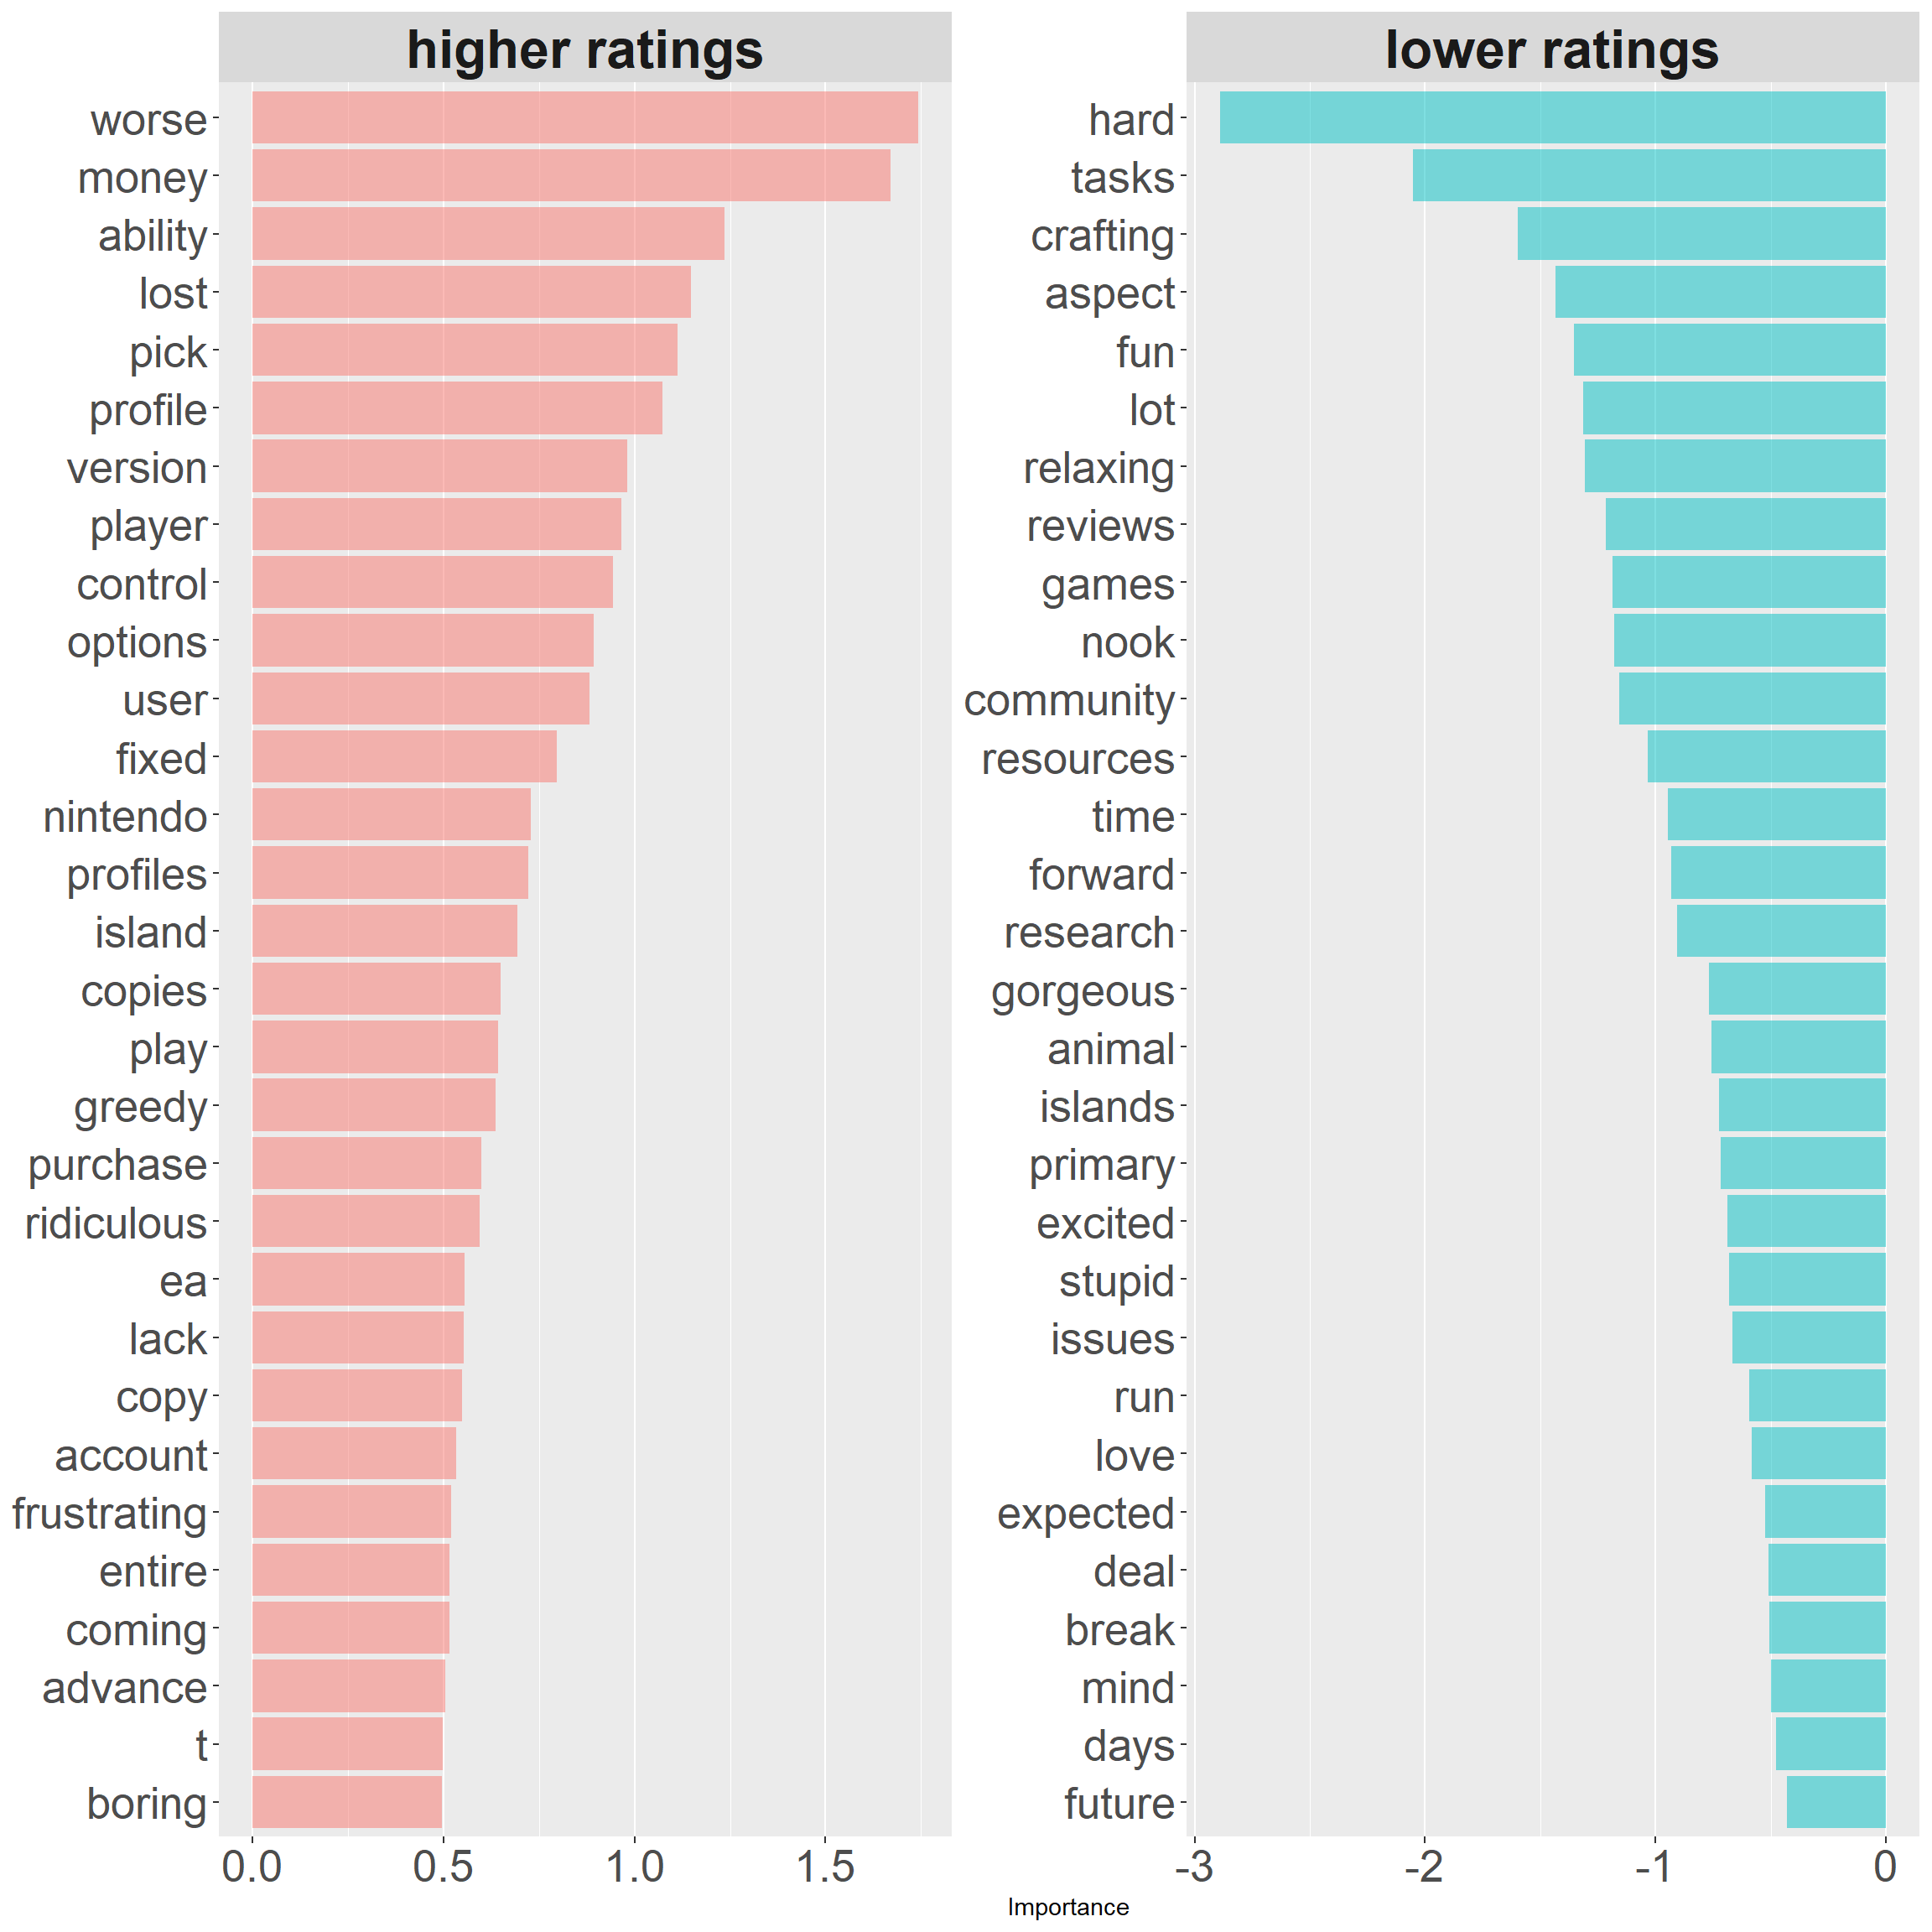 higher ratings
worse
money
ability
lost
pick
profile
version
player
control
options
user
fixed
nintendo
profiles
island
copies
play
greedy
purchase
ridiculous
ea
lack
copy
account
frustrating
entire
coming
advance
t
boring
0.0 0.5 1.0 1.5
lower ratings
hard
tasks
crafting
aspect
fun
lot
relaxing
reviews
games
nook
community
resources
time
forward
research
gorgeous
animal
islands
primary
excited
stupid
issues
run
love
expected
deal
break
mind
days
future
-3 -2 -1 0
Importance